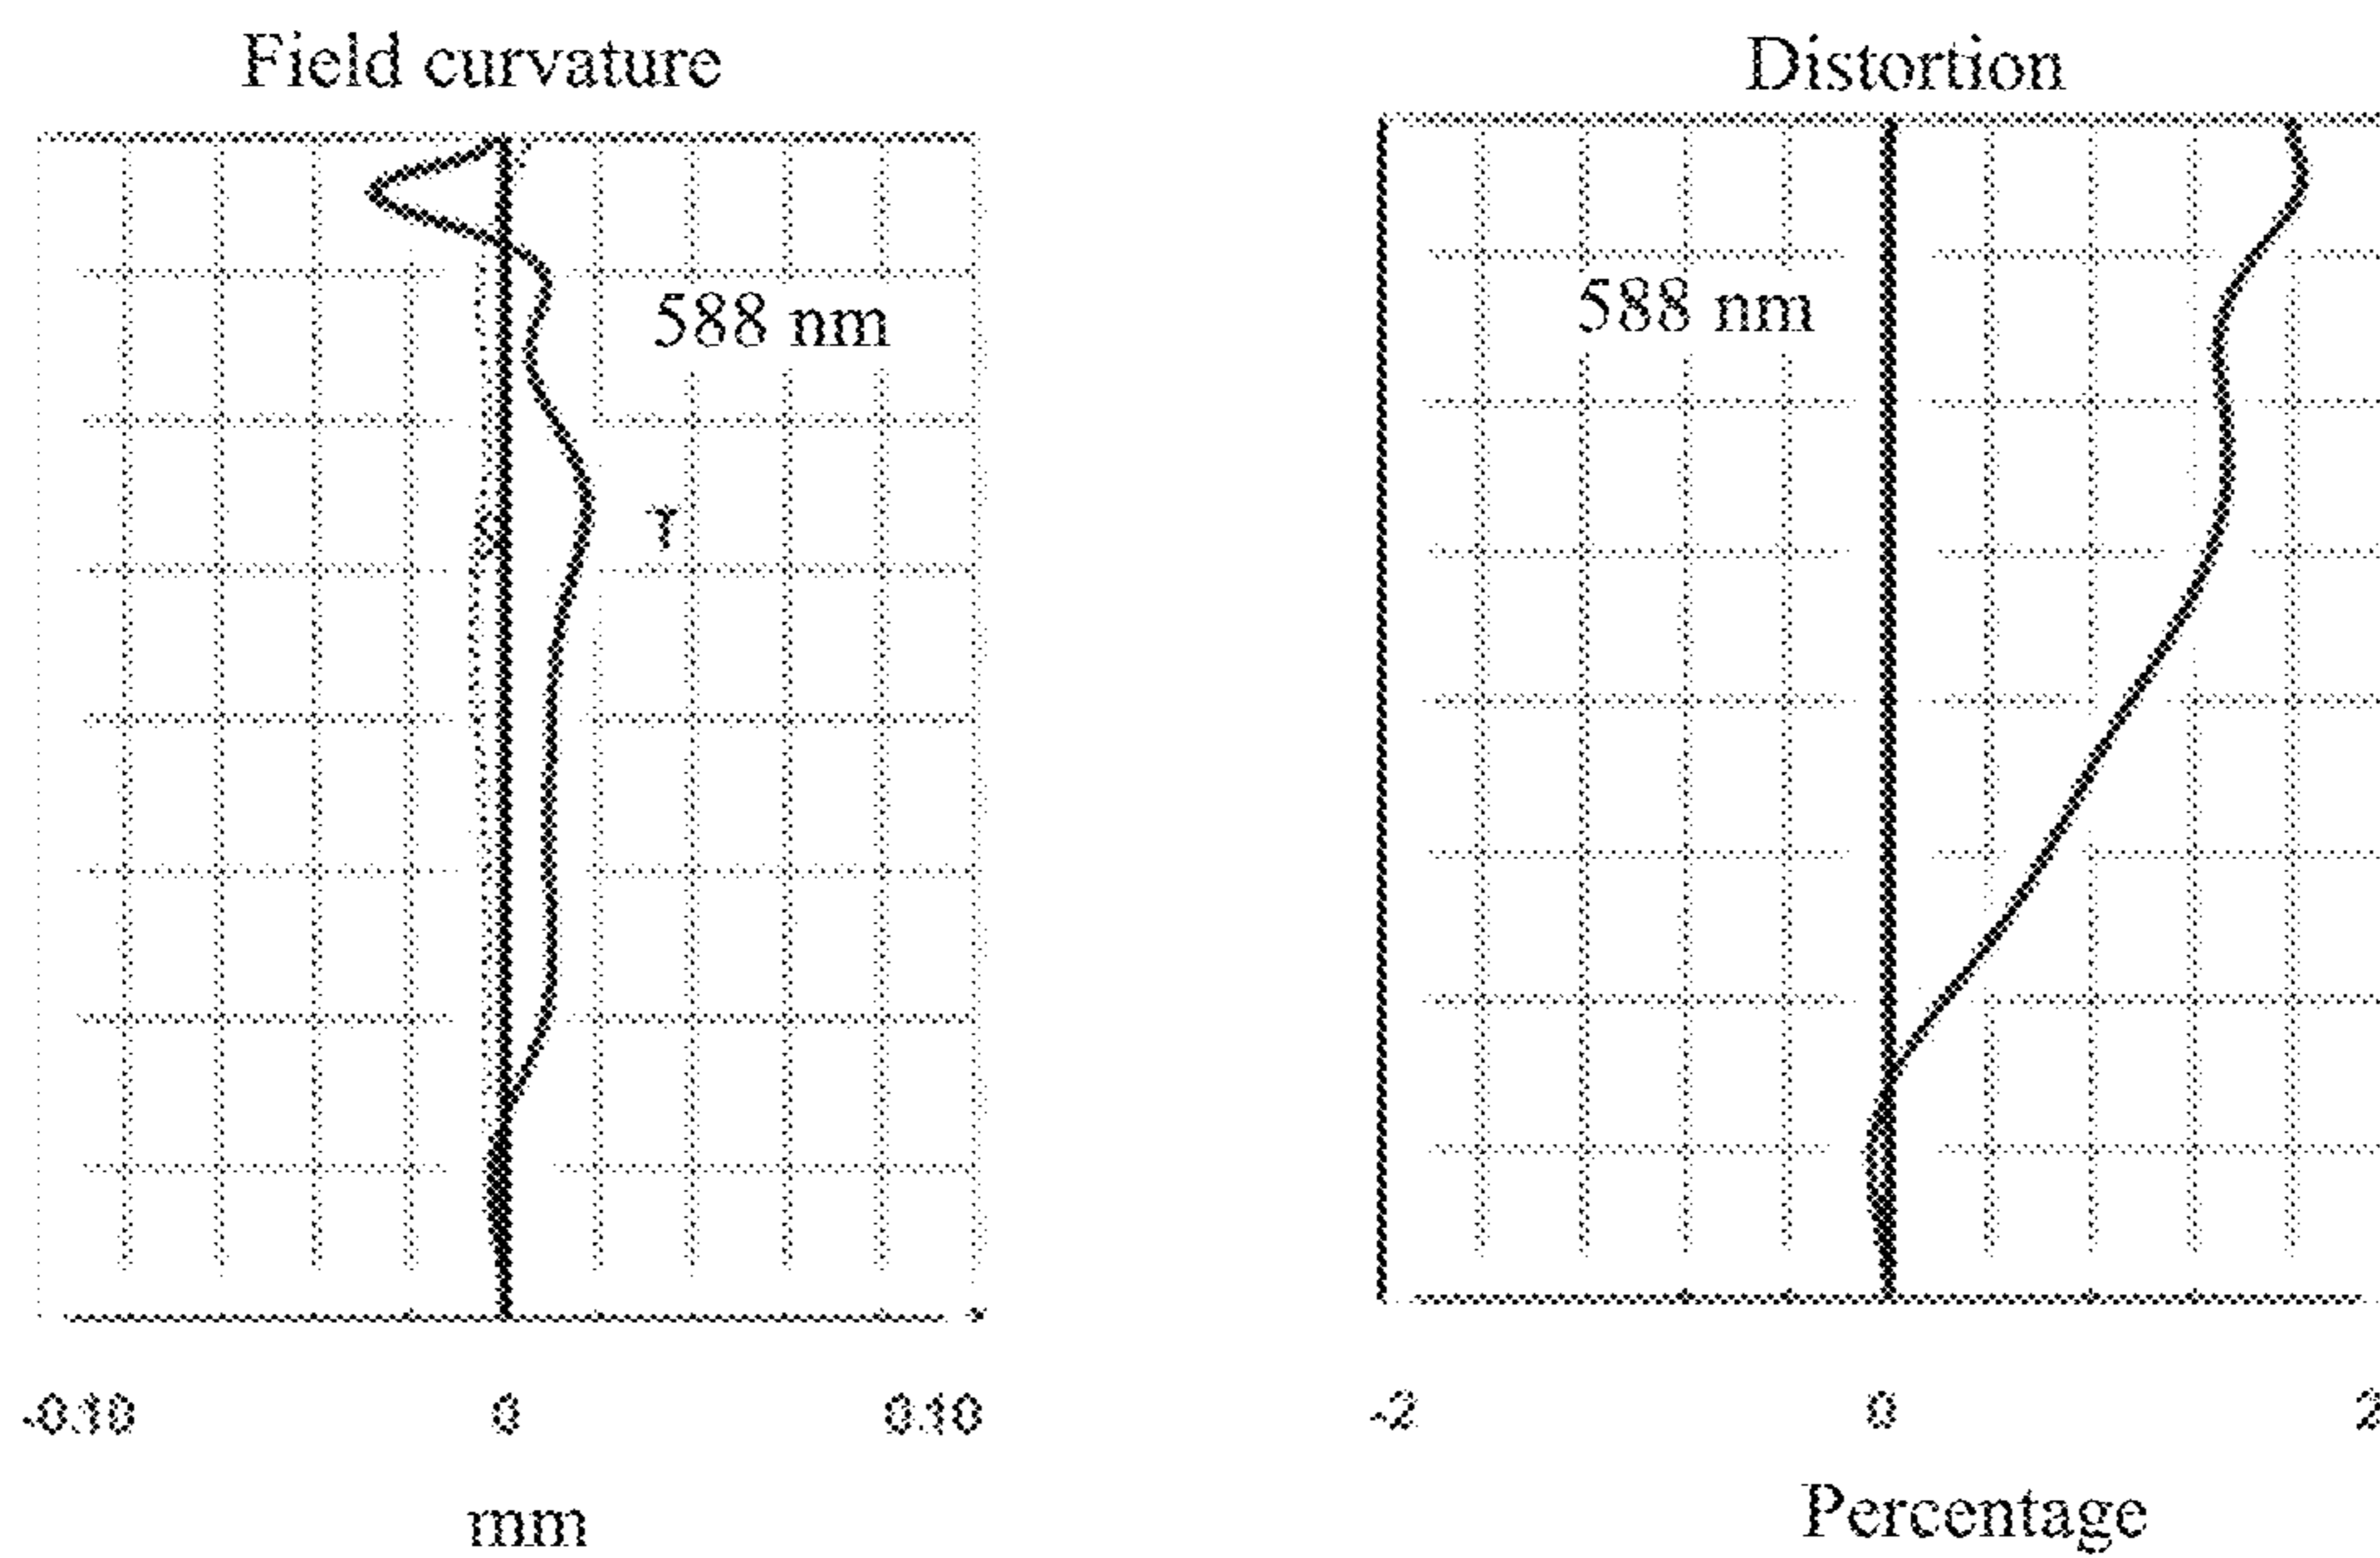 Field curvature
Distortion
588 nm
588 nm
S
T
-0.10 0 0.10
-2 0 2
mm
Percentage